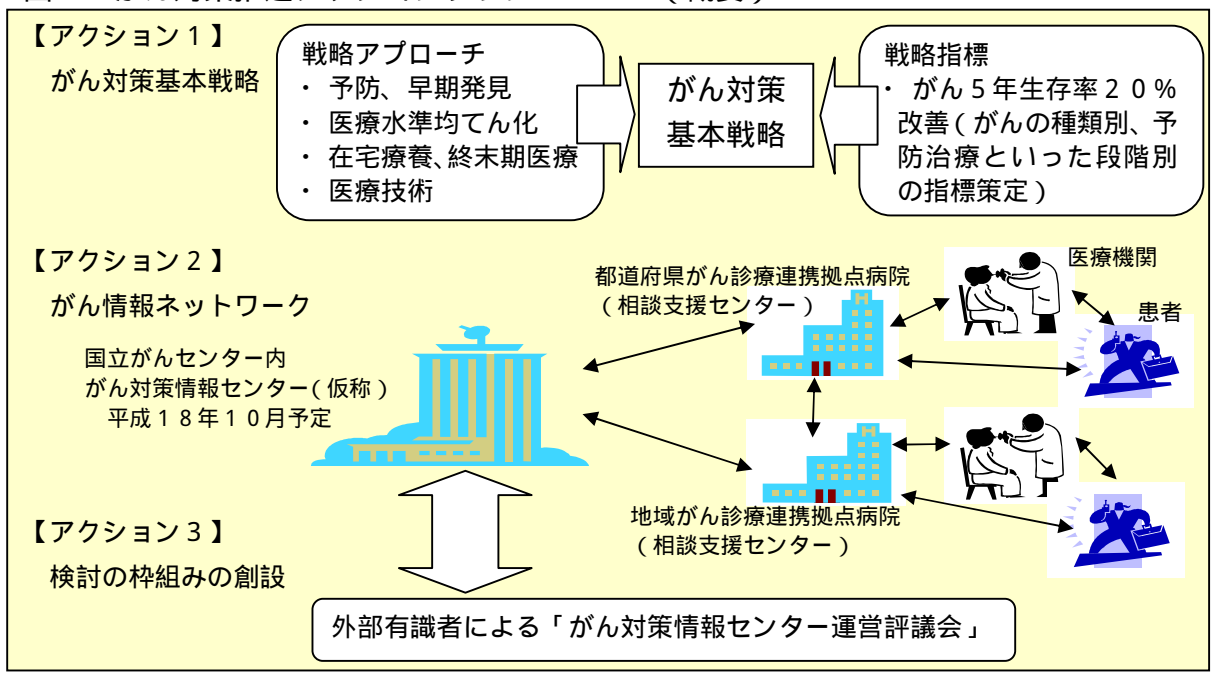 【アクション1】
がん対策基本戦略
戦略アプローチ
・ 予防、早期発見
・ 医療水準均てん化
・ 在宅療養、終末期医療
・ 医療技術
がん対策
基本戦略
戦略指標
・ がん5年生存率20%
改善(がんの種類別、予
防治療といった段階別
の指標策定)
【アクション2】
がん情報ネットワーク
国立がんセンター内
がん対策情報センター(仮称)
平成18年10月予定
都道府県がん診療連携拠点病院
(相談支援センター)
医療機関
患者
H
H
地域がん診療連携拠点病院
(相談支援センター)
【アクション3】
検討の枠組みの創設
外部有識者による「がん対策情報センター運営評議会」